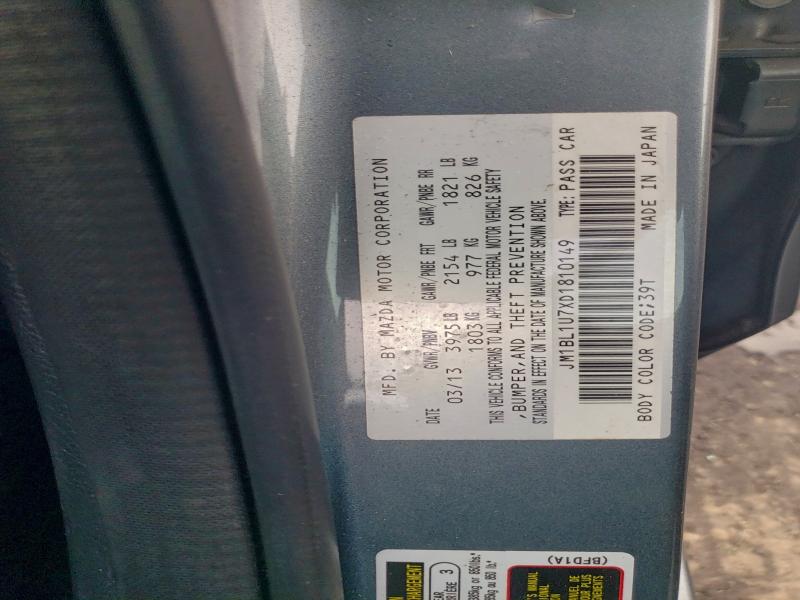 MFD. BY MAZDA MOTOR CORPORATION
DATE GVWR/PNBV GAWR/PNBE FRT GAWR/PNBE RR
03/13 3975 LB 2154 LB 1821 LB
1803 KG 977 KG 826 KG
THIS VEHICLE CONFORMS TO ALL APPLICABLE FEDERAL MOTOR VEHICLE SAFETY
,BUMPER,AND THEFT PREVENTION
STANDARDS IN EFFECT ON THE DATE OF MANUFACTURE SHOWN ABOVE
JM1BL1U7XD1810149 TYPE: PASS CAR
BODY COLOR CODE;39T MADE IN JAPAN
(BFD1A)
3